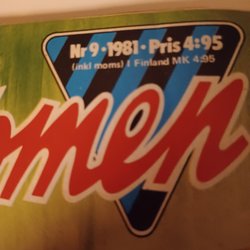 Nr 9 · 1981 · Pris 4:95
(inkl moms) I Finland MK 4:95
omen